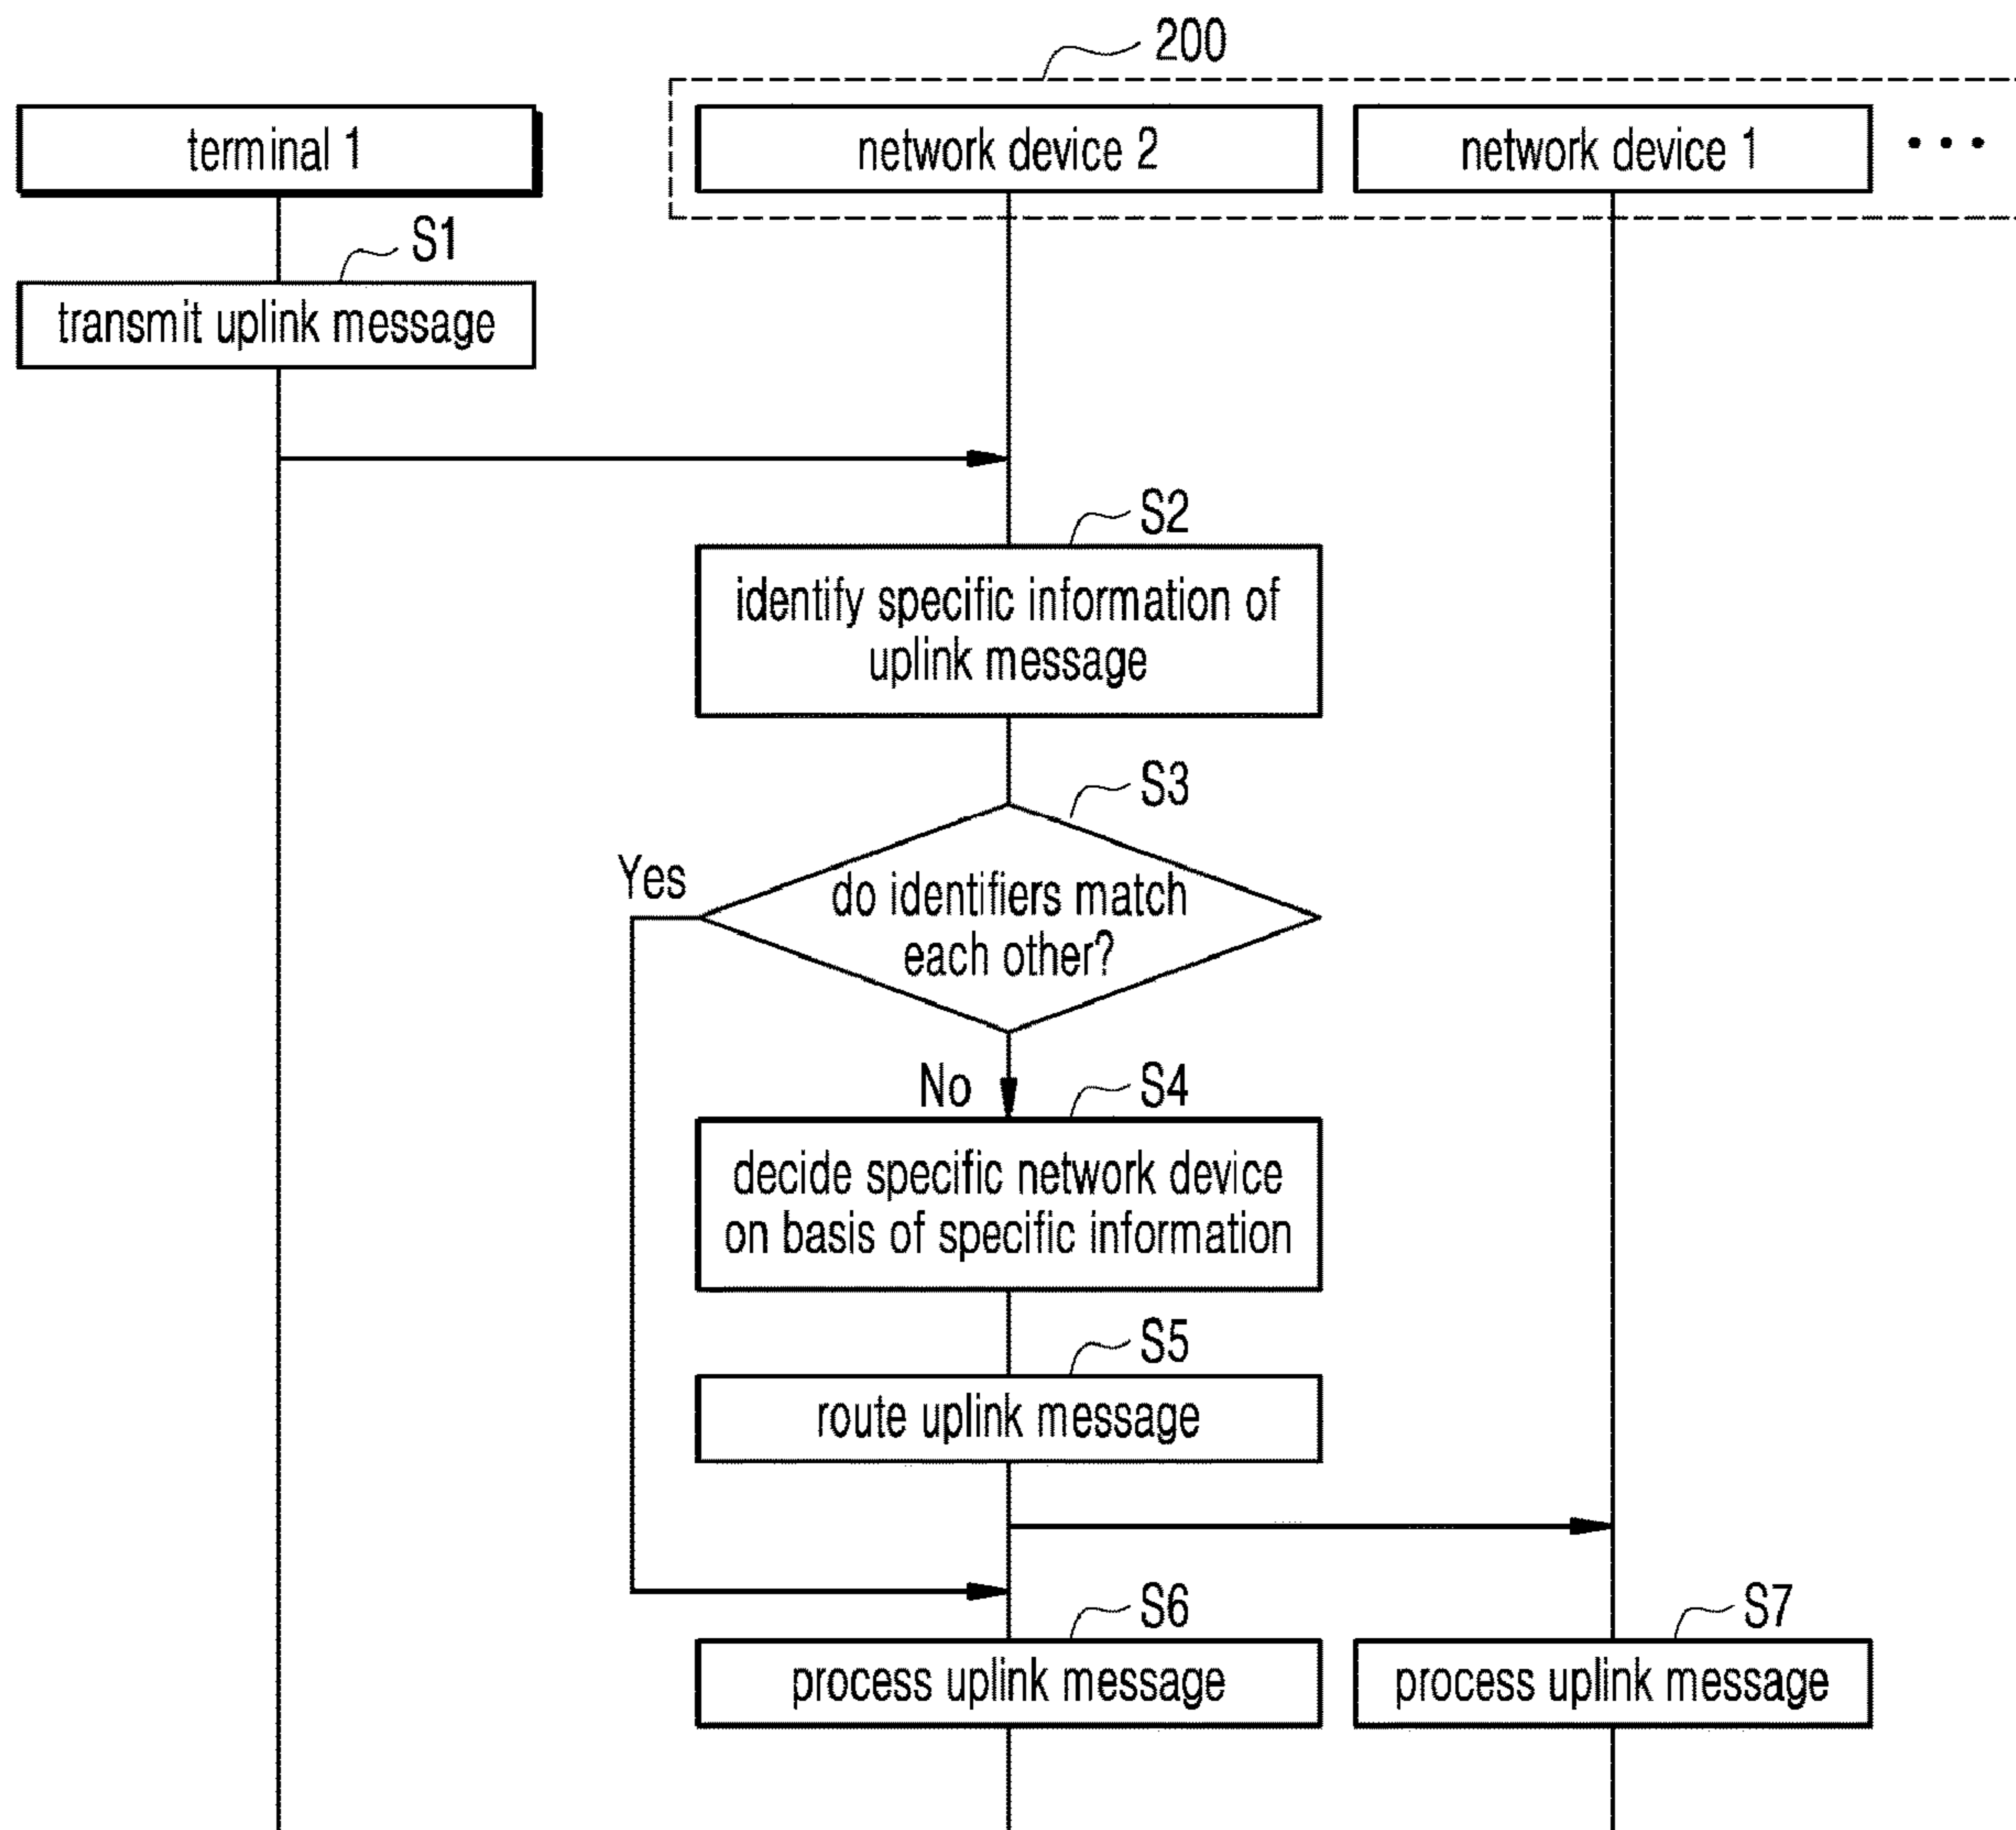 200
terminal 1
network device 2
network device 1
...
S1
transmit uplink message
S2
identify specific information of
uplink message
S3
Yes
do identifiers match
each other?
No
S4
decide specific network device
on basis of specific information
S5
route uplink message
S6
process uplink message
S7
process uplink message